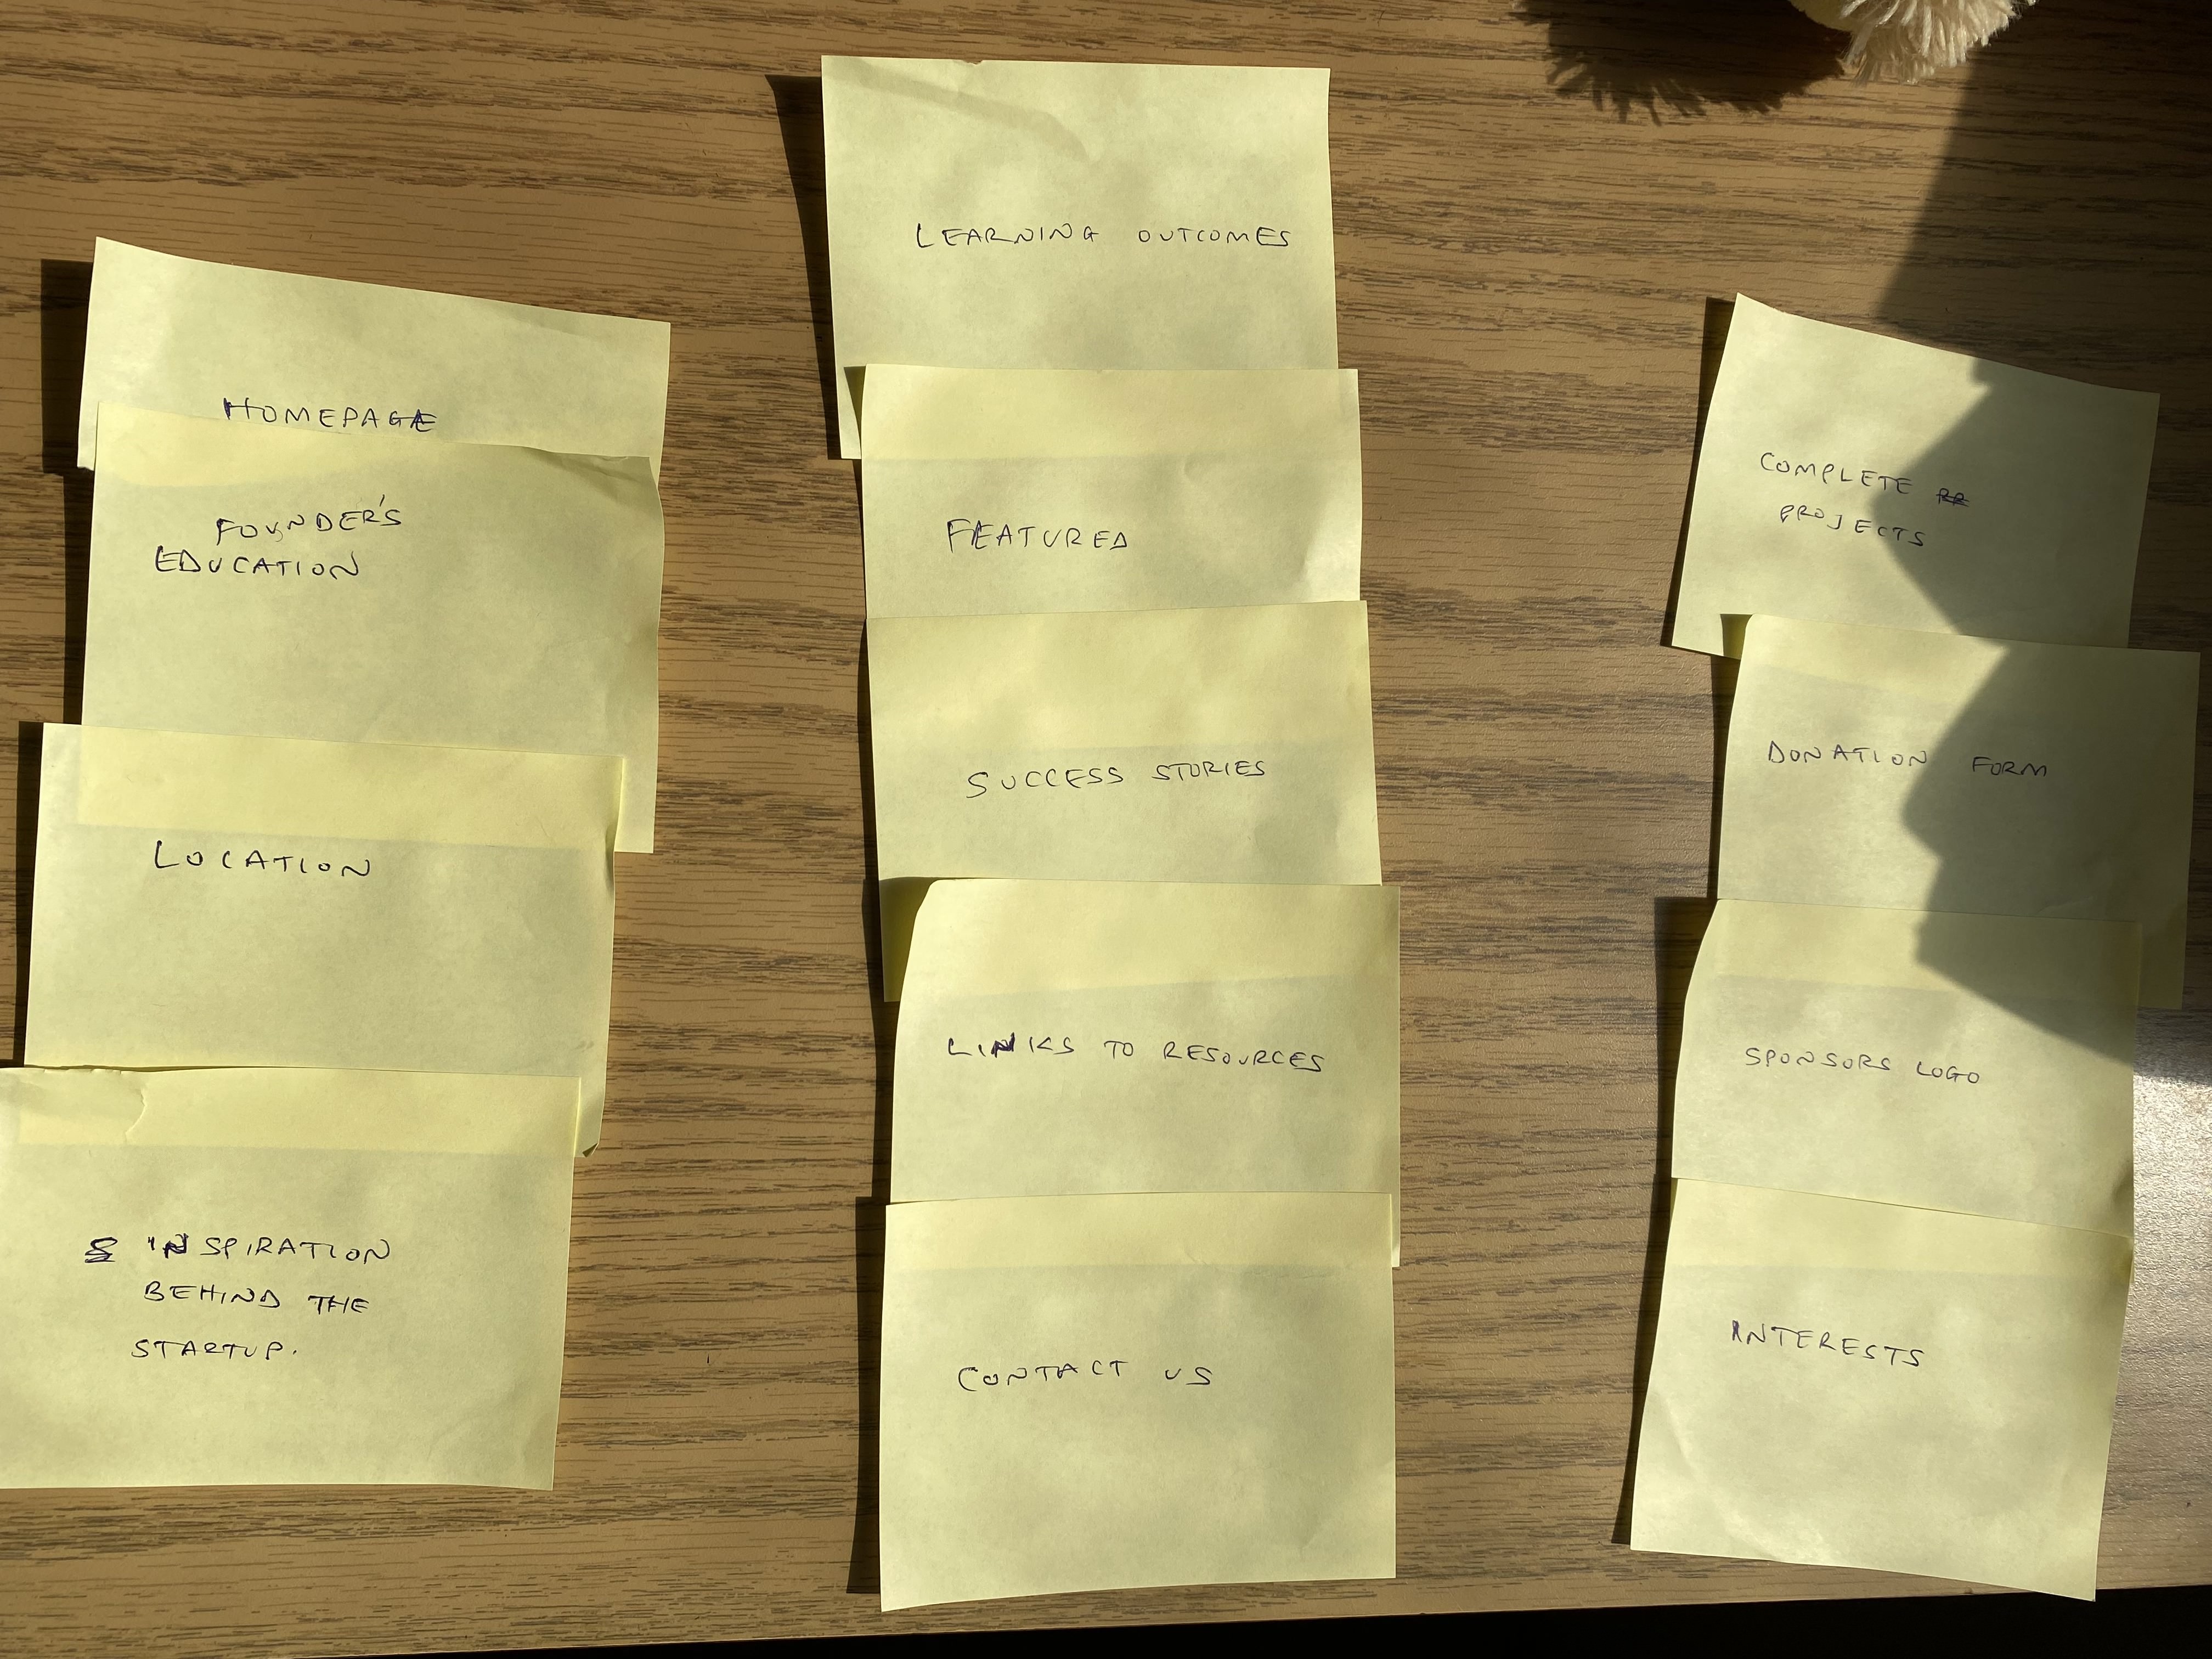 HOMEPAGE
FOUNDER'S
EDUCATION
LOCATION
INSPIRATION
BEHIND THE
STARTUP.
LEARNING OUTCOMES
FEATURED
SUCCESS STORIES
LINKS TO RESOURCES
CONTACT US
COMPLETE
PROJECTS
DONATION FORM
SPONSORS LOGO
INTERESTS